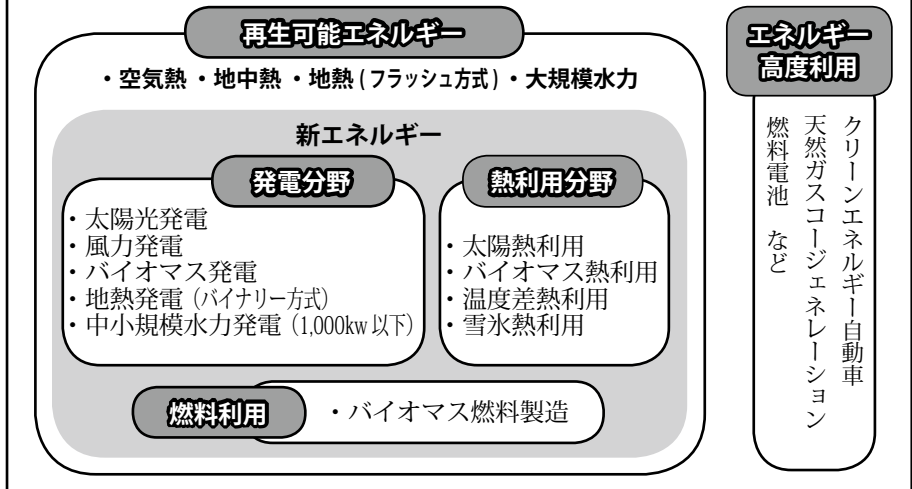 再生可能エネルギー
・空気熱 ・地中熱 ・地熱 (フラッシュ方式) ・大規模水力
新エネルギー
発電分野
・太陽光発電
・風力発電
・バイオマス発電
・地熱発電（バイナリー方式）
・中小規模水力発電（1,000kw以下）
熱利用分野
・太陽熱利用
・バイオマス熱利用
・温度差熱利用
・雪氷熱利用
燃料利用
・バイオマス燃料製造
エネルギー
高度利用
クリーンエネルギー自動車
天然ガスコージェネレーション
燃料電池 など